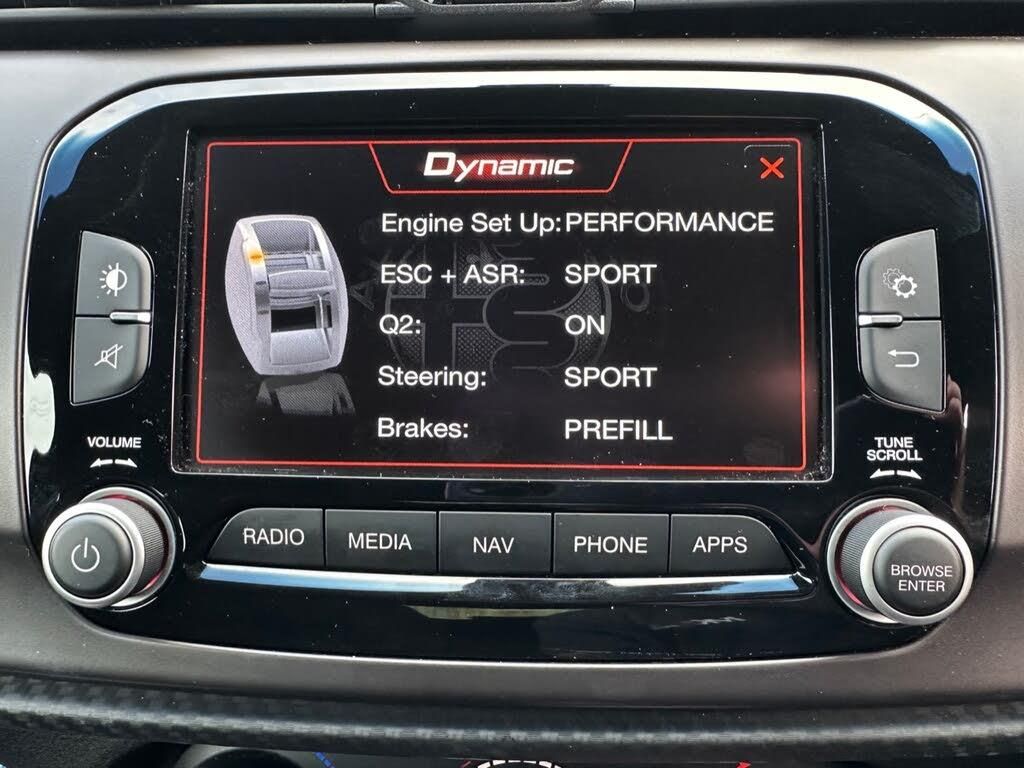 Dynamic
Engine Set Up: PERFORMANCE
ESC + ASR: SPORT
Q2: ON
Steering: SPORT
Brakes: PREFILL
VOLUME
TUNE
SCROLL
RADIO
MEDIA
NAV
PHONE
APPS
BROWSE
ENTER